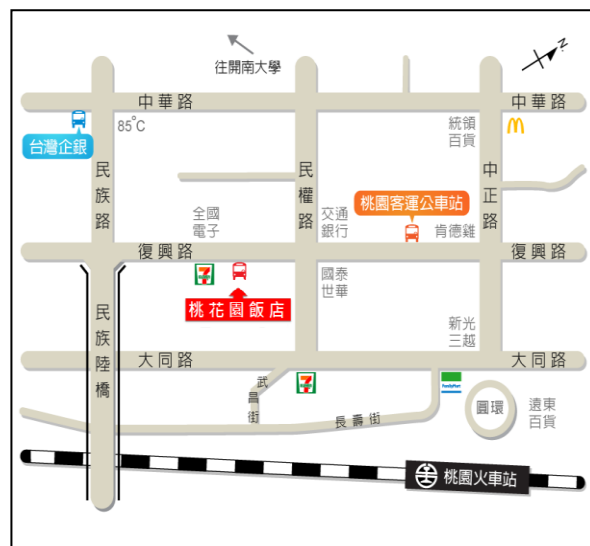 往開南大學
N
中華路
中華路
台灣企銀
85°C
統領
百貨
民族路
民權路
中正路
全國
電子
交通
銀行
桃園客運公車站
肯德雞
復興路
復興路
7 ELEVEn
桃花園飯店
國泰
世華
民族陸橋
新光
三越
大同路
大同路
武昌街
7 ELEVEn
FamilyMart
長壽街
圓環
遠東
百貨
桃園火車站